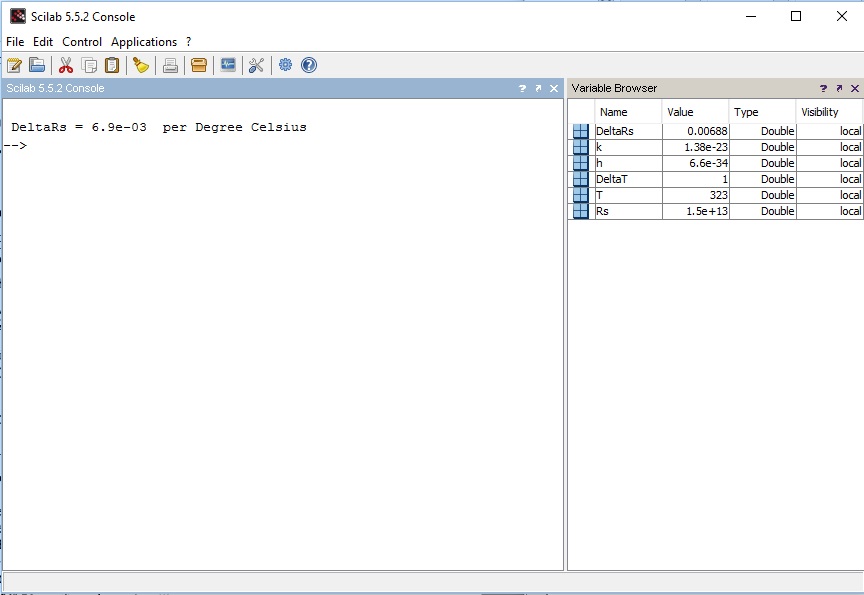 Scilab 5.5.2 Console
File Edit Control Applications ?
Scilab 5.5.2 Console
DeltaRs = 6.9e-03  per Degree Celsius
-->
Variable Browser
Name Value Type Visibility
DeltaRs 0.00688 Double local
k 1.38e-23 Double local
h 6.6e-34 Double local
DeltaT 1 Double local
T 323 Double local
Rs 1.5e+13 Double local